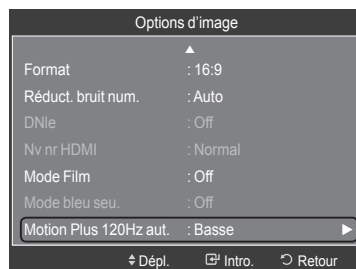 Options d'image
Format : 16:9
Réduct. bruit num. : Auto
DNIe : Off
Nv nr HDMI : Normal
Mode Film : Off
Mode bleu seu. : Off
Motion Plus 120Hz aut. : Basse
Dépl. Intro. Retour